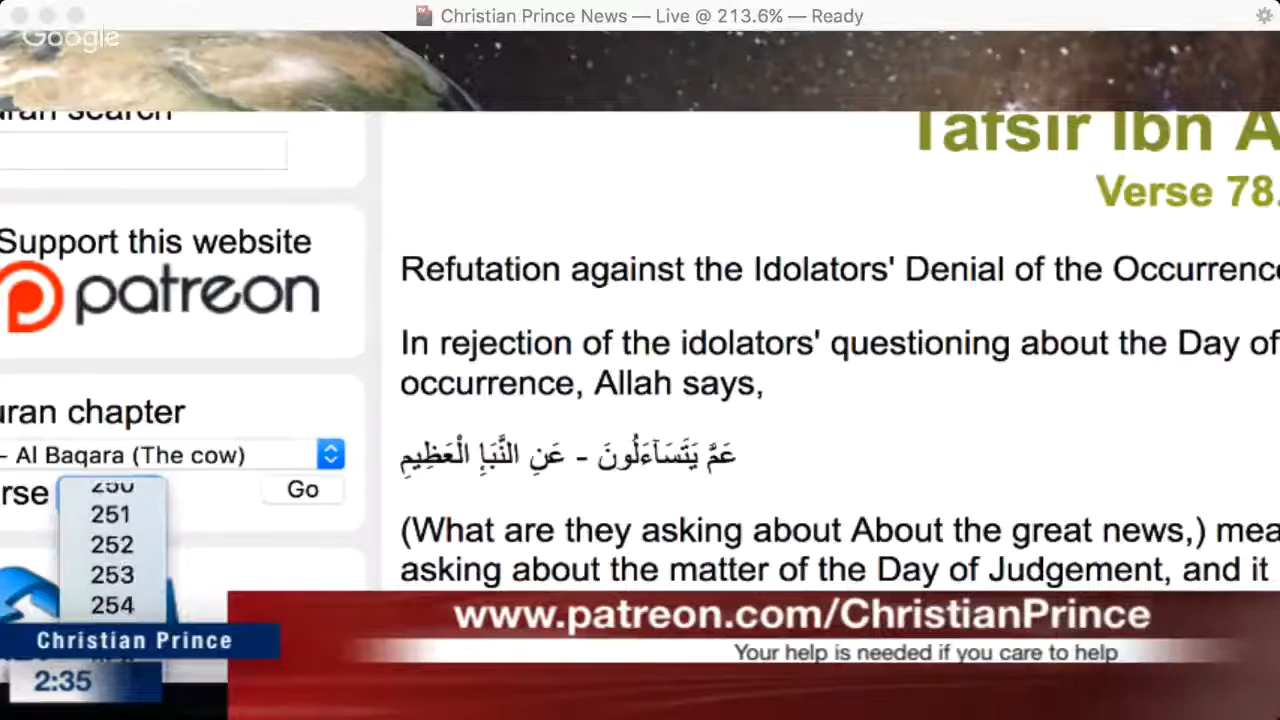 Christian Prince News — Live @ 213.6% — Ready
Google
uran search
Tafsir Ibn A
Verse 78.
Support this website
patreon
Refutation against the Idolators' Denial of the Occurrence
In rejection of the idolators' questioning about the Day of
occurrence, Allah says,
uran chapter
- Al Baqara (The cow)
عَمَّ يَتَسَآءَلُونَ - عَنِ النَّبَإِ الْعَظِيمِ
rse
Go
250
251
252
253
254
(What are they asking about About the great news,) mea
asking about the matter of the Day of Judgement, and it
www.patreon.com/ChristianPrince
Christian Prince
Your help is needed if you care to help
2:35